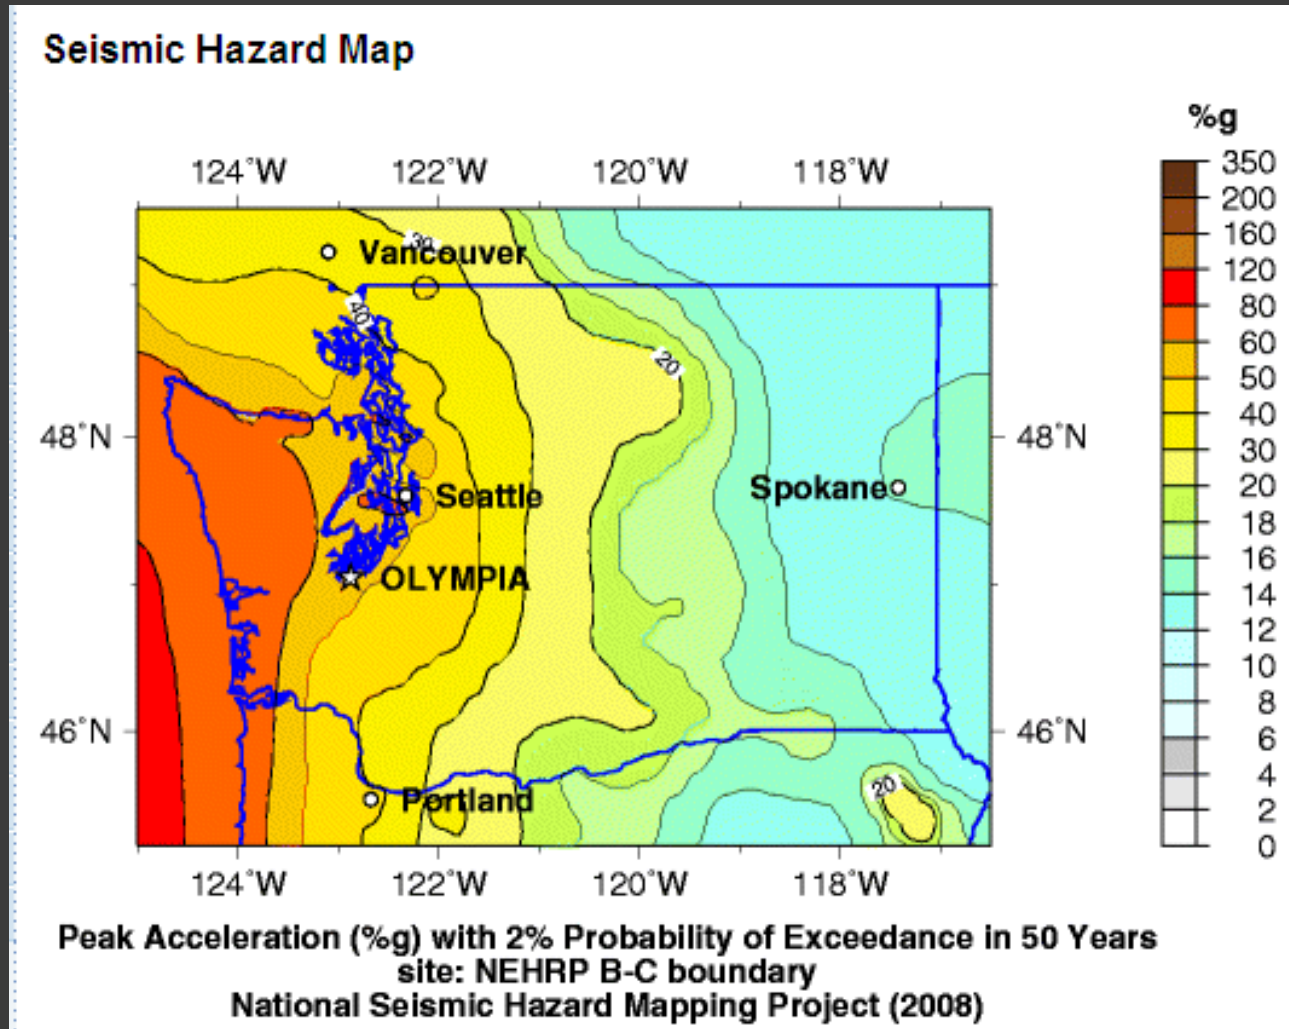 Seismic Hazard Map
%g
124°W 122°W 120°W 118°W
350
200
160
120
80
60
50
40
30
20
18
16
14
12
10
8
6
4
2
0
30
Vancouver
40
20
48°N 48°N
Spokane
Seattle
OLYMPIA
46°N 46°N
20
Portland
124°W 122°W 120°W 118°W
Peak Acceleration (%g) with 2% Probability of Exceedance in 50 Years
site: NEHRP B-C boundary
National Seismic Hazard Mapping Project (2008)